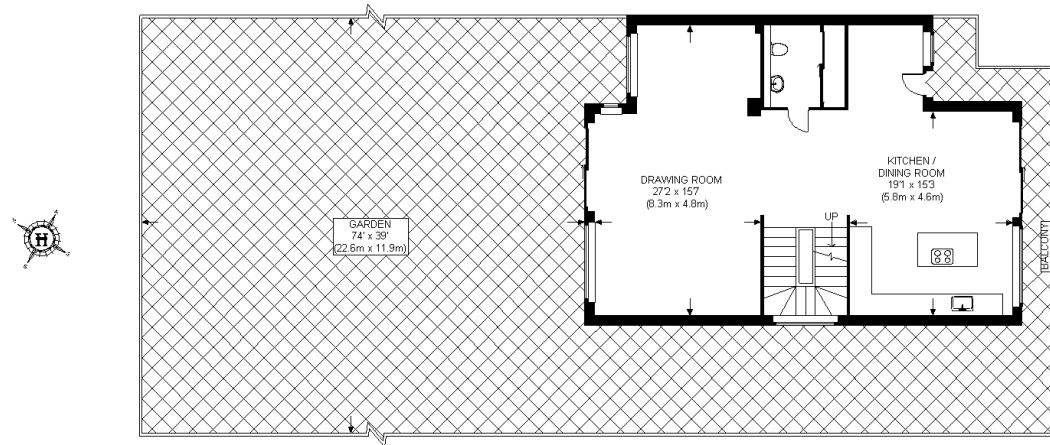 DRAWING ROOM
27'2 x 15'7
(8.3m x 4.8m)
KITCHEN /
DINING ROOM
19'1 x 15'3
(5.8m x 4.6m)
UP
GARDEN
74' x 39'
(22.6m x 11.9m)
BALCONY
H